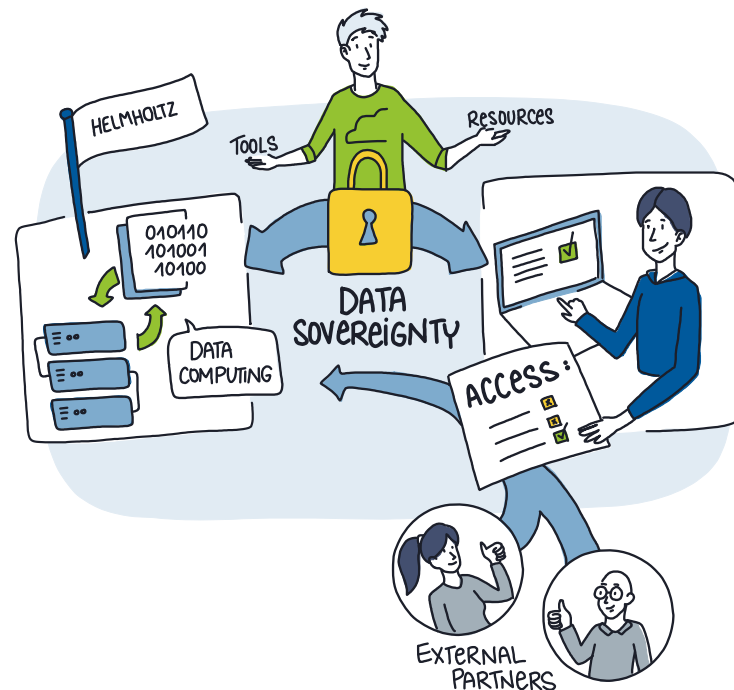 HELMHOLTZ
TOOLS
RESOURCES
010110
101001
10100
DATA
COMPUTING
DATA
SOVEREIGNTY
ACCESS:
EXTERNAL
PARTNERS